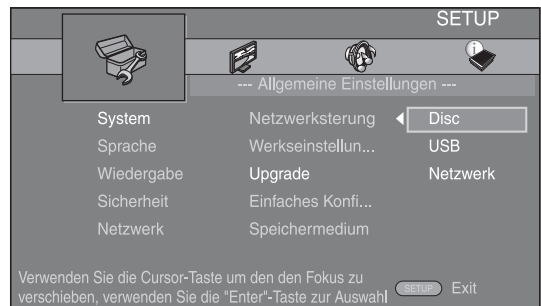 SETUP
--- Allgemeine Einstellungen ---
System Netzwerksterung Disc
Sprache Werkseinstellun... USB
Wiedergabe Upgrade Netzwerk
Sicherheit Einfaches Konfi...
Netzwerk Speichermedium
Verwenden Sie die Cursor-Taste um den den Fokus zu
verschieben, verwenden Sie die "Enter"-Taste zur Auswahl SETUP Exit